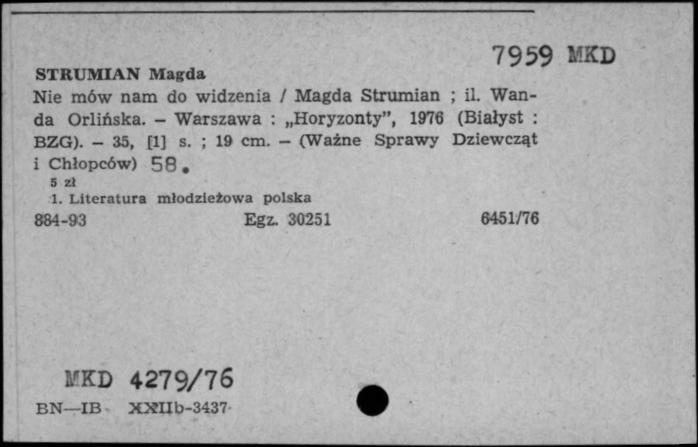 7959 MKD
STRUMIAN Magda
Nie mów nam do widzenia / Magda Strumian ; il. Wan-
da Orlińska. — Warszawa : „Horyzonty”, 1976 (Białyst :
BZG). — 35, [1] s. ; 19 cm. — (Ważne Sprawy Dziewcząt
i Chłopców) 58.
5 zł
1. Literatura młodzieżowa polska
884-93 Egz. 30251 6451/76
MKD 4279/76
BN—IB XXIIb-3437